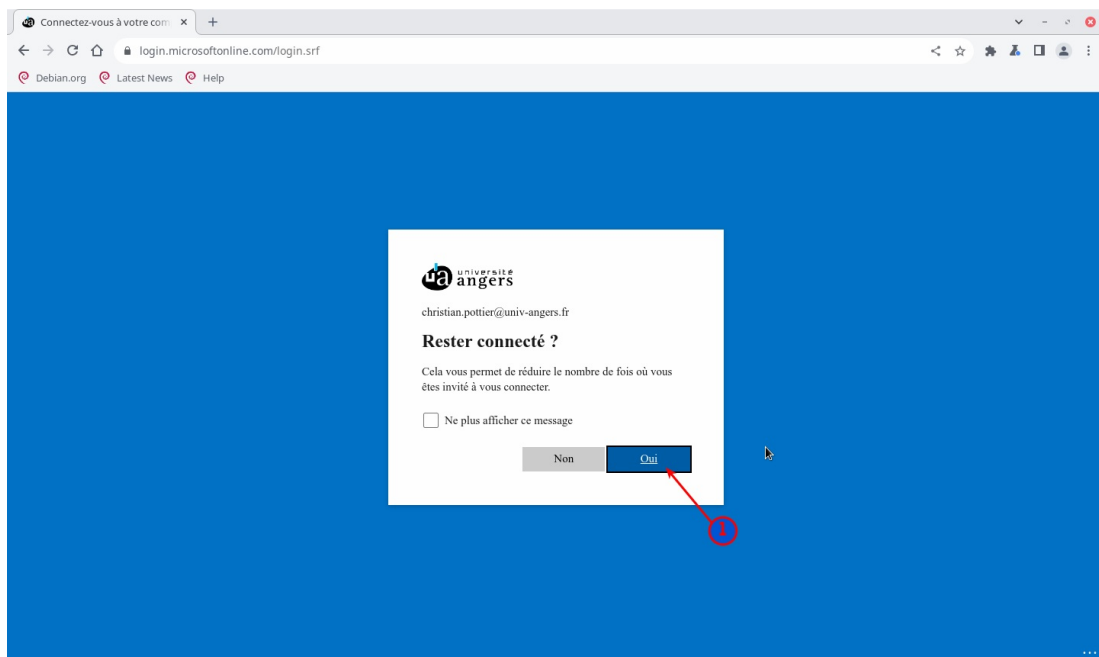 Connectez-vous à votre com
login.microsoftonline.com/login.srf
Debian.org Latest News Help
ua université angers
christian.pottier@univ-angers.fr
Rester connecté ?
Cela vous permet de réduire le nombre de fois où vous
êtes invité à vous connecter.
Ne plus afficher ce message
Non Oui
1